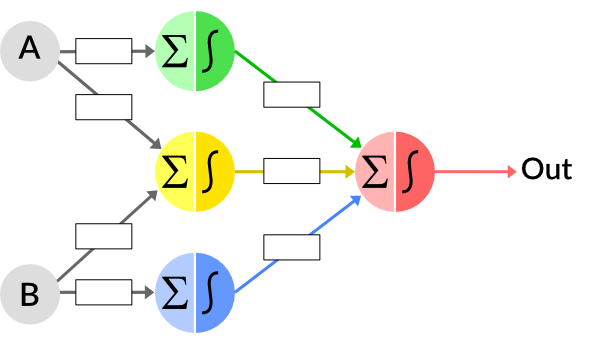 A
∑ ∫
∑ ∫
∑ ∫ Out
B
∑ ∫